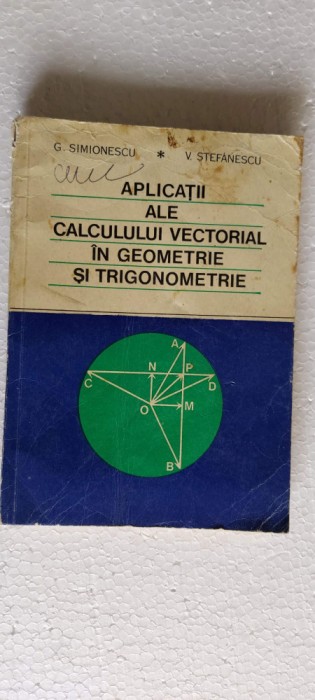 G. SIMIONESCU * V. ȘTEFĂNESCU
APLICAȚII
ALE
CALCULULUI VECTORIAL
ÎN GEOMETRIE
ȘI TRIGONOMETRIE
A
N P
C D
O M
B